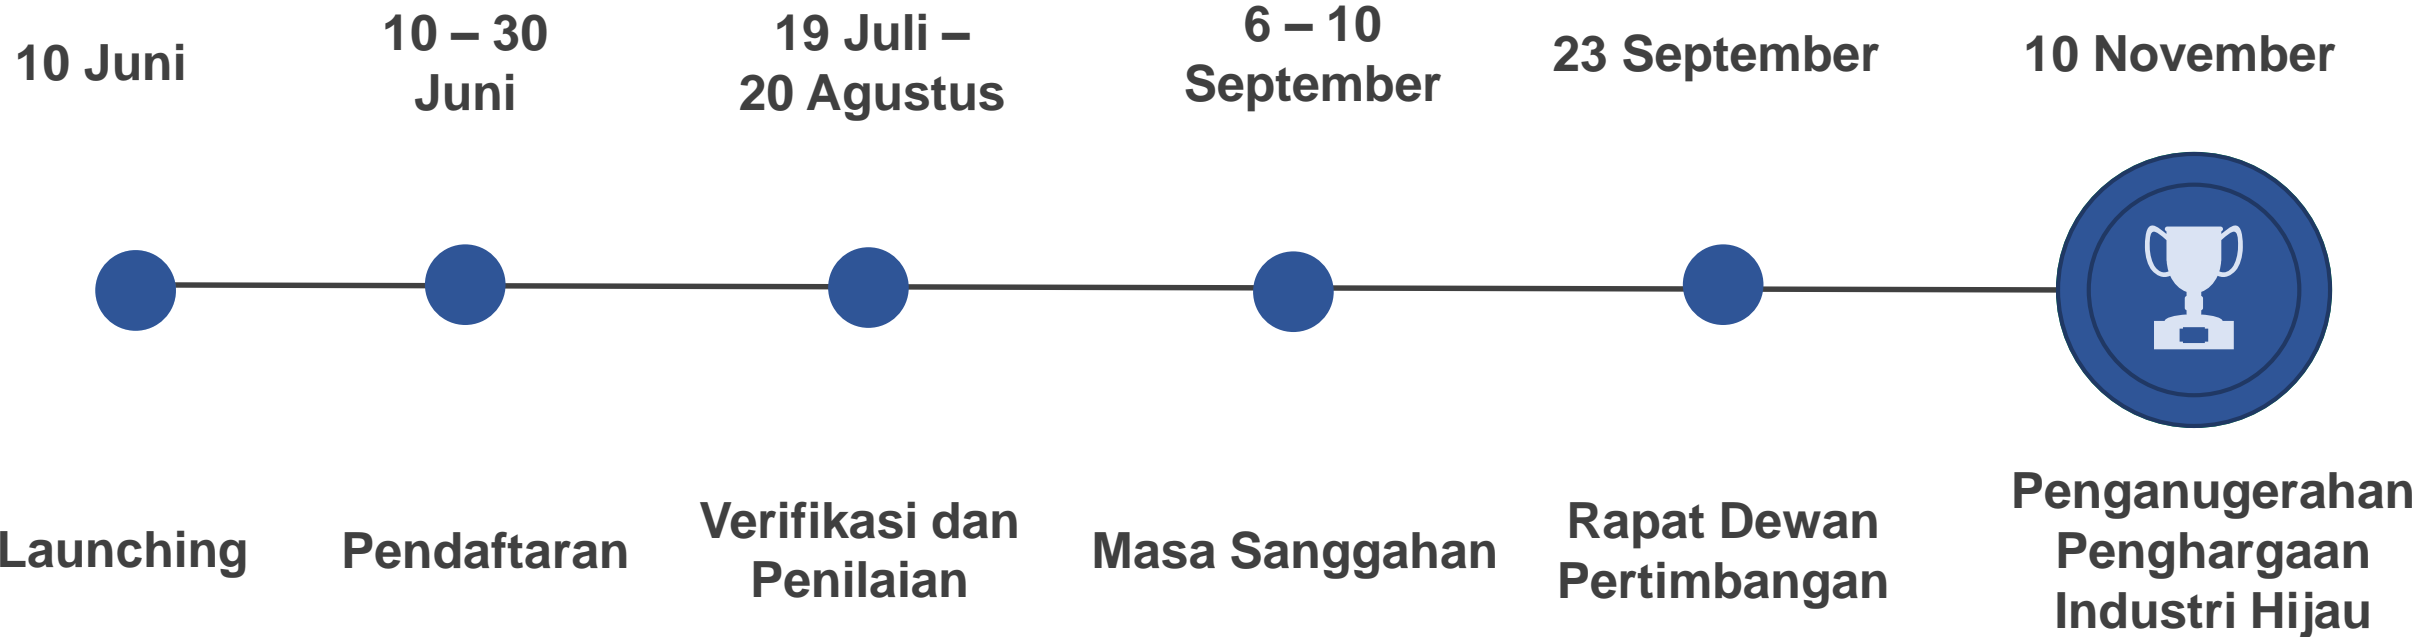 10 Juni
10 – 30
Juni
19 Juli –
20 Agustus
6 – 10
September
23 September
10 November
Launching
Pendaftaran
Verifikasi dan
Penilaian
Masa Sanggahan
Rapat Dewan
Pertimbangan
Penganugerahan
Penghargaan
Industri Hijau